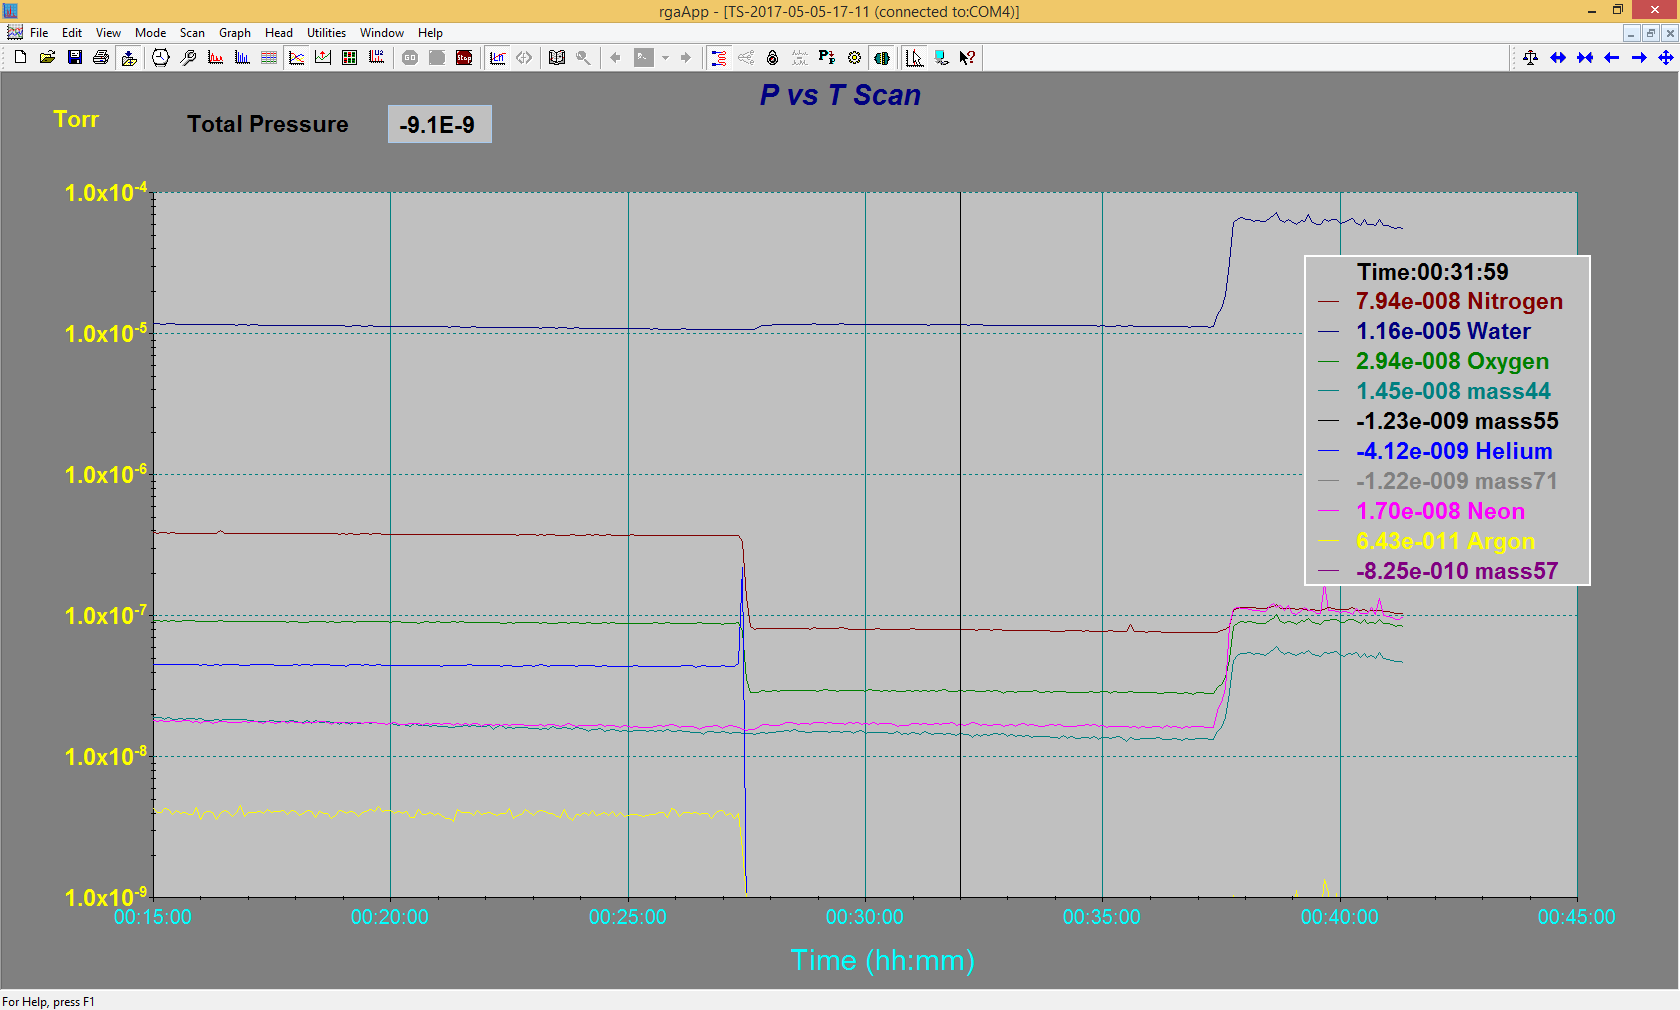 rgaApp - [TS-2017-05-05-17-11 (connected to:COM4)]
File Edit View Mode Scan Graph Head Utilities Window Help
GO Stop
P vs T Scan
Torr
Total Pressure -9.1E-9
1.0x10-4
1.0x10-5
1.0x10-6
1.0x10-7
1.0x10-8
1.0x10-9
Time:00:31:59
7.94e-008 Nitrogen
1.16e-005 Water
2.94e-008 Oxygen
1.45e-008 mass44
-1.23e-009 mass55
-4.12e-009 Helium
-1.22e-009 mass71
1.70e-008 Neon
6.43e-011 Argon
-8.25e-010 mass57
00:15:00 00:20:00 00:25:00 00:30:00 00:35:00 00:40:00 00:45:00
Time (hh:mm)
For Help, press F1